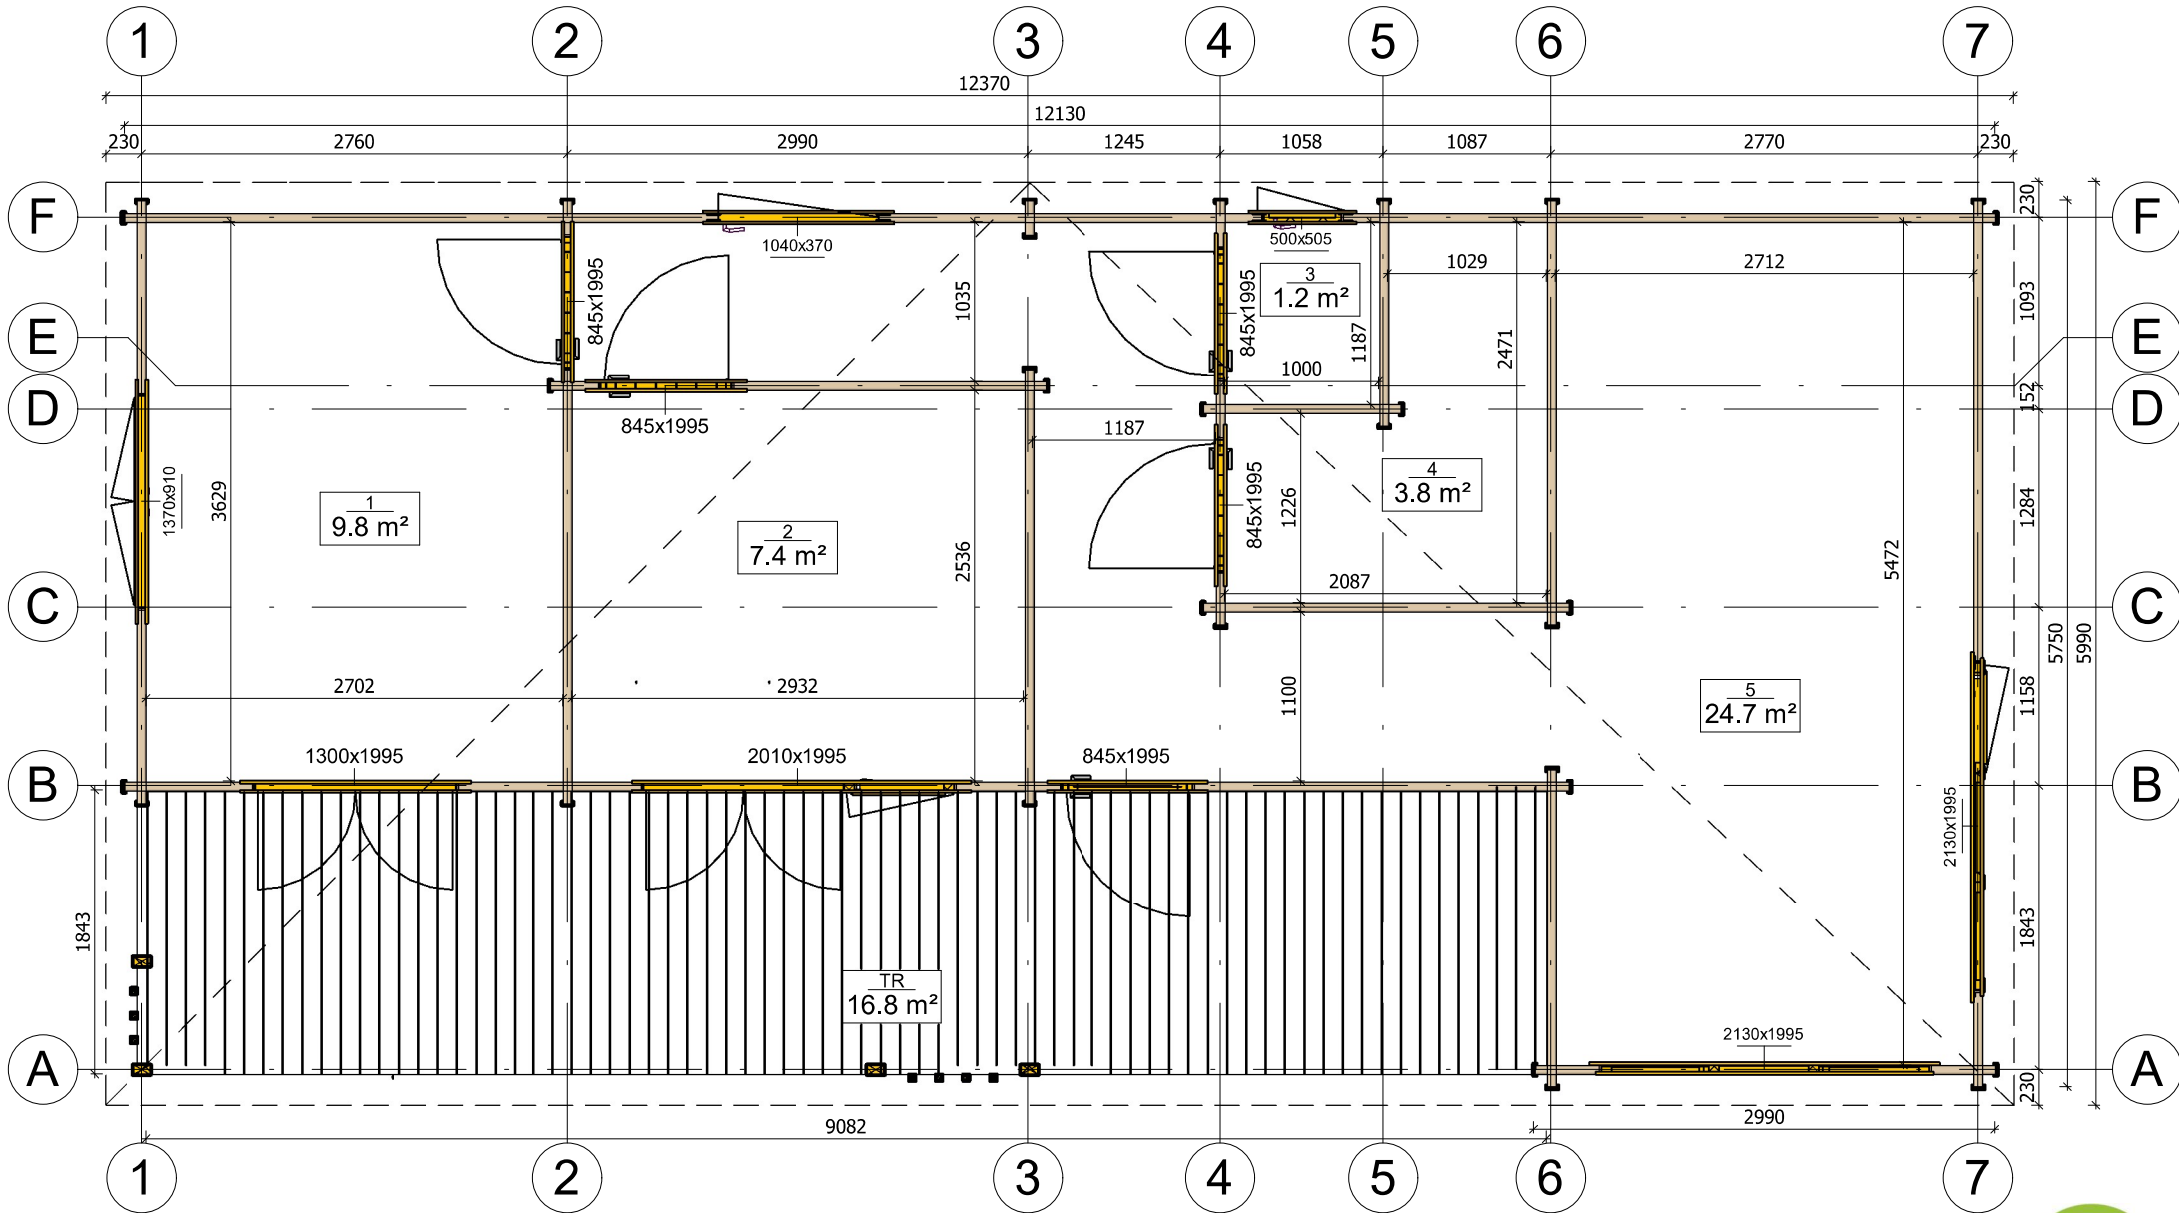 1 2 3 4 5 6 7
12370
12130
230 2760 2990 1245 1058 1087 2770 230
F F
230
1040x370 500x505
845x1995
3
1.2 m²
1029 2712
1035
845x1995
1093
E E
1187
2471
1000
D D
152
845x1995
1187
1370x910
3629
1
9.8 m²
2
7.4 m²
4
3.8 m²
845x1995
1226
1284
2536
5472
2087
C C
5750
5990
2702 2932
1100
5
24.7 m²
1158
1300x1995 2010x1995 845x1995
B B
2130x1995
1843
1843
TR
16.8 m²
2130x1995
A A
230
9082 2990
1 2 3 4 5 6 7